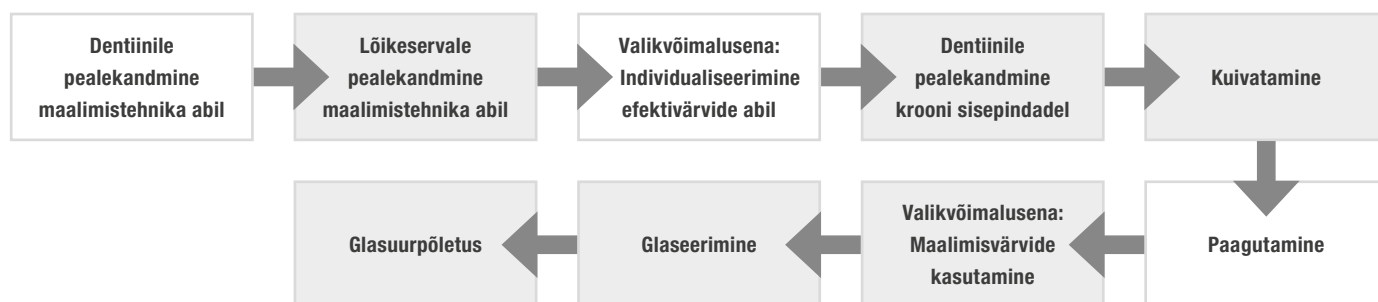 Dentiinile
pealekandmine
maalimistehnika abil
Lõikeservale
pealekandmine
maalimistehnika abil
Valikvõimalusena:
Individualiseerimine
efektivärvide abil
Dentiinile
pealekandmine
krooni sisepindadel
Kuivatamine
Paagutamine
Valikvõimalusena:
Maalimisvärvide
kasutamine
Glaseerimine
Glasuurpõletus